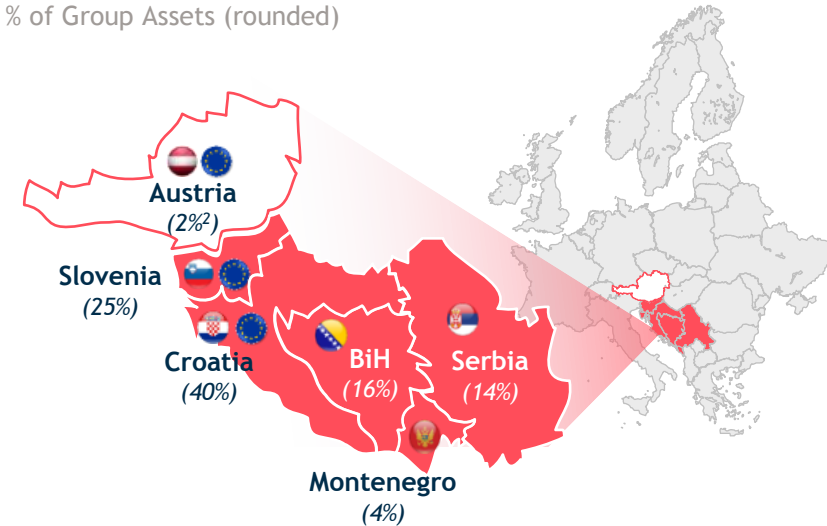 % of Group Assets (rounded)
Austria
(2%²)
Slovenia
(25%)
Croatia
(40%)
BiH
(16%)
Serbia
(14%)
Montenegro
(4%)